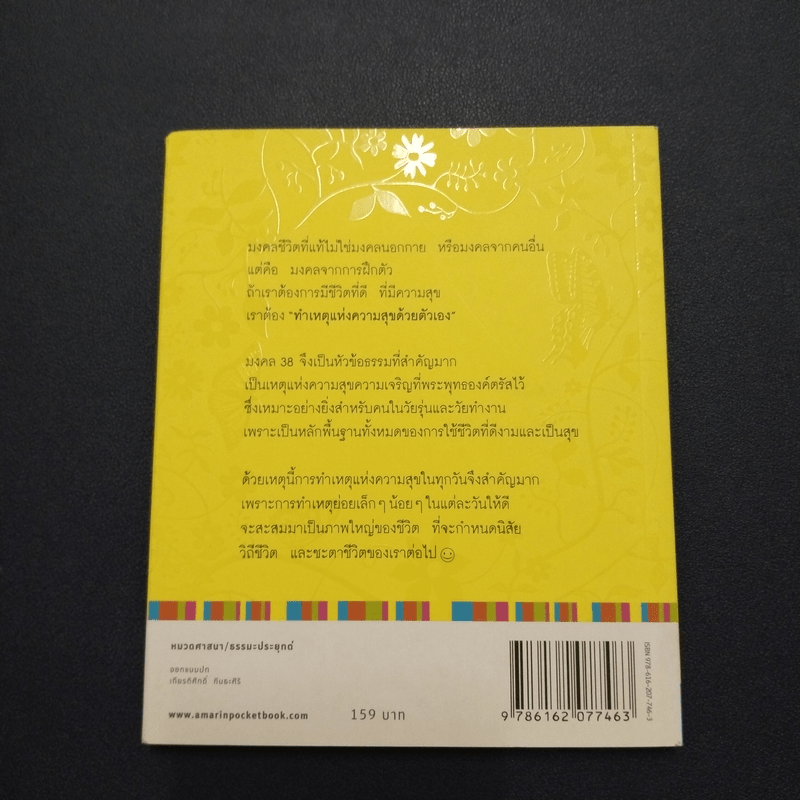 มงคลชีวิตที่แท้ไม่ใช่มงคลนอกกาย หรือมงคลจากคนอื่น
แต่คือ มงคลจากการฝึกตัว
ถ้าเราต้องการมีชีวิตที่ดี ที่มีความสุข
เราต้อง "ทำเหตุแห่งความสุขด้วยตัวเอง"
มงคล 38 จึงเป็นหัวข้อธรรมที่สำคัญมาก
เป็นเหตุแห่งความสุขความเจริญที่พระพุทธองค์ตรัสไว้
ซึ่งเหมาะอย่างยิ่งสำหรับคนในวัยรุ่นและวัยทำงาน
เพราะเป็นหลักพื้นฐานทั้งหมดของการใช้ชีวิตที่ดีงามและเป็นสุข
ด้วยเหตุนี้การทำเหตุแห่งความสุขในทุกวันจึงสำคัญมาก
เพราะการทำเหตุย่อยเล็ก ๆ น้อย ๆ ในแต่ละวันให้ดี
จะสะสมมาเป็นภาพใหญ่ของชีวิต ที่จะกำหนดนิสัย
วิถีชีวิต และชะตาชีวิตของเราต่อไป
หมวดศาสนา/ธรรมะประยุกต์
ออกแบบปก
เกียรติศักดิ์ กันธะศิริ
www.amarinpocketbook.com
159 บาท
9 786162 077463
ISBN 978-616-207-746-3